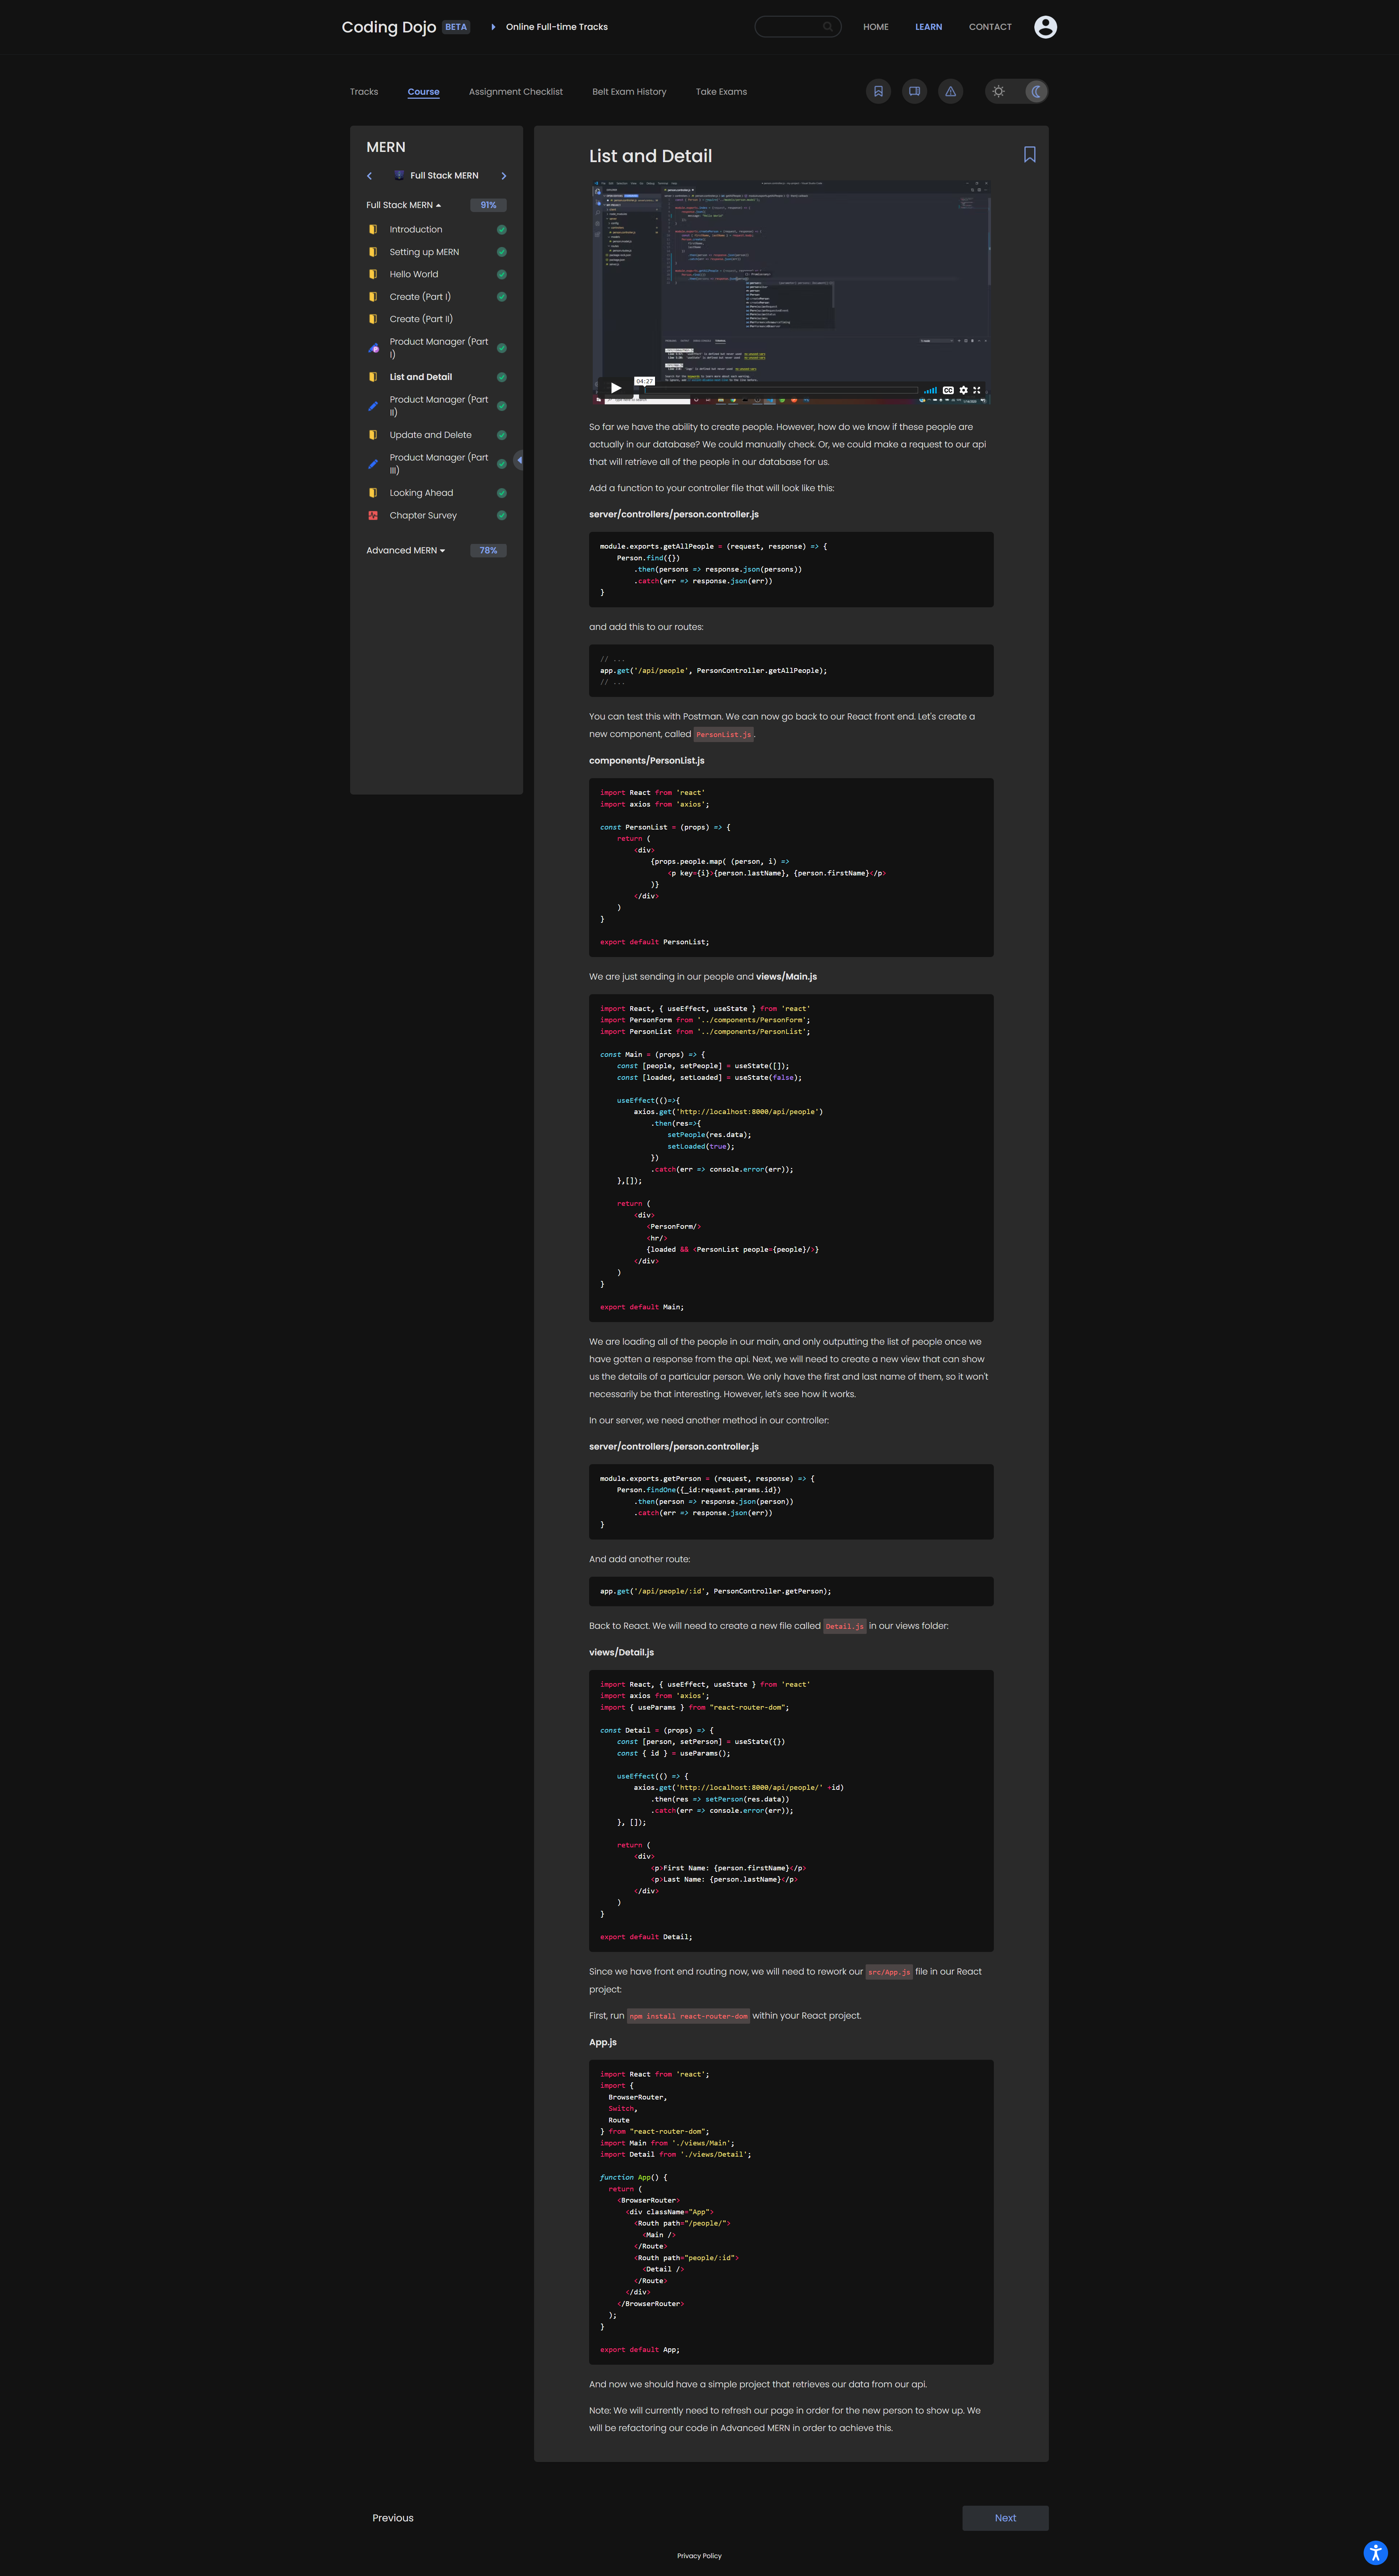 Coding Dojo BETA
Online Full-time Tracks
HOME
LEARN
CONTACT
Tracks
Course
Assignment Checklist
Belt Exam History
Take Exams
MERN
Full Stack MERN
Full Stack MERN
91%
Introduction
Setting up MERN
Hello World
Create (Part I)
Create (Part II)
Product Manager (Part
I)
List and Detail
Product Manager (Part
II)
Update and Delete
Product Manager (Part
III)
Looking Ahead
Chapter Survey
Advanced MERN
78%
List and Detail
04:27
CC
So far we have the ability to create people. However, how do we know if these people are
actually in our database? We could manually check. Or, we could make a request to our api
that will retrieve all of the people in our database for us.
Add a function to your controller file that will look like this:
server/controllers/person.controller.js
module.exports.getAllPeople = (request, response) => {
    Person.find({})
        .then(persons => response.json(persons))
        .catch(err => response.json(err))
}
and add this to our routes:
// ...
app.get('/api/people', PersonController.getAllPeople);
// ...
You can test this with Postman. We can now go back to our React front end. Let's create a
new component, called PersonList.js.
components/PersonList.js
import React from 'react'
import axios from 'axios';
const PersonList = (props) => {
    return (
        <div>
            {props.people.map( (person, i) =>
                <p key={i}>{person.lastName}, {person.firstName}</p>
            )}
        </div>
    )
}
export default PersonList;
We are just sending in our people and views/Main.js
import React, { useEffect, useState } from 'react'
import PersonForm from '../components/PersonForm';
import PersonList from '../components/PersonList';
const Main = (props) => {
    const [people, setPeople] = useState([]);
    const [loaded, setLoaded] = useState(false);
    useEffect(()=>{
        axios.get('http://localhost:8000/api/people')
            .then(res=>{
                setPeople(res.data);
                setLoaded(true);
            })
            .catch(err => console.error(err));
    },[]);
    return (
        <div>
           <PersonForm/>
           <hr/>
           {loaded && <PersonList people={people}/>}
        </div>
    )
}
export default Main;
We are loading all of the people in our main, and only outputting the list of people once we
have gotten a response from the api. Next, we will need to create a new view that can show
us the details of a particular person. We only have the first and last name of them, so it won't
necessarily be that interesting. However, let's see how it works.
In our server, we need another method in our controller:
server/controllers/person.controller.js
module.exports.getPerson = (request, response) => {
    Person.findOne({_id:request.params.id})
        .then(person => response.json(person))
        .catch(err => response.json(err))
}
And add another route:
app.get('/api/people/:id', PersonController.getPerson);
Back to React. We will need to create a new file called Detail.js in our views folder:
views/Detail.js
import React, { useEffect, useState } from 'react'
import axios from 'axios';
import { useParams } from "react-router-dom";
const Detail = (props) => {
    const [person, setPerson] = useState({})
    const { id } = useParams();
    useEffect(() => {
        axios.get('http://localhost:8000/api/people/' +id)
            .then(res => setPerson(res.data))
            .catch(err => console.error(err));
    }, []);
    return (
        <div>
            <p>First Name: {person.firstName}</p>
            <p>Last Name: {person.lastName}</p>
        </div>
    )
}
export default Detail;
Since we have front end routing now, we will need to rework our src/App.js file in our React
project:
First, run npm install react-router-dom within your React project.
App.js
import React from 'react';
import {
  BrowserRouter,
  Switch,
  Route
} from "react-router-dom";
import Main from './views/Main';
import Detail from './views/Detail';
function App() {
  return (
    <BrowserRouter>
      <div className="App">
        <Routh path="/people/">
          <Main />
        </Route>
        <Routh path="people/:id">
          <Detail />
        </Route>
      </div>
    </BrowserRouter>
  );
}
export default App;
And now we should have a simple project that retrieves our data from our api.
Note: We will currently need to refresh our page in order for the new person to show up. We
will be refactoring our code in Advanced MERN in order to achieve this.
Previous
Next
Privacy Policy